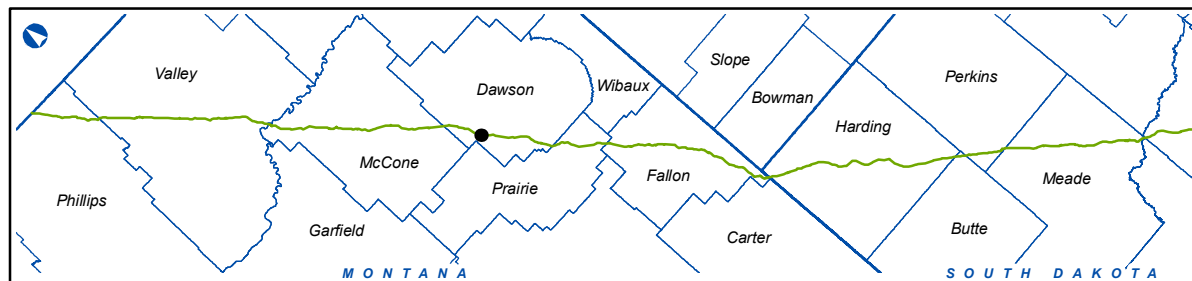 Valley
Slope
Perkins
Dawson
Wibaux
Bowman
Harding
McCone
Fallon
Meade
Prairie
Phillips
Garfield
Carter
Butte
MONTANA
SOUTH DAKOTA